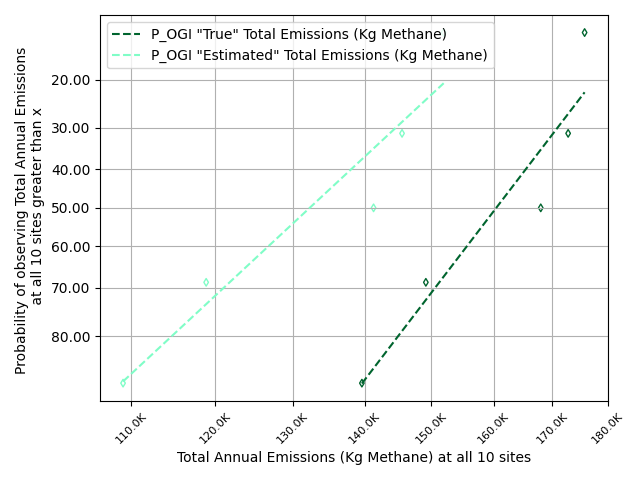 P_OGI "True" Total Emissions (Kg Methane)
P_OGI "Estimated" Total Emissions (Kg Methane)
Probability of observing Total Annual Emissions
at all 10 sites greater than x
20.00
30.00
40.00
50.00
60.00
70.00
80.00
110.0K
120.0K
130.0K
140.0K
150.0K
160.0K
170.0K
180.0K
Total Annual Emissions (Kg Methane) at all 10 sites